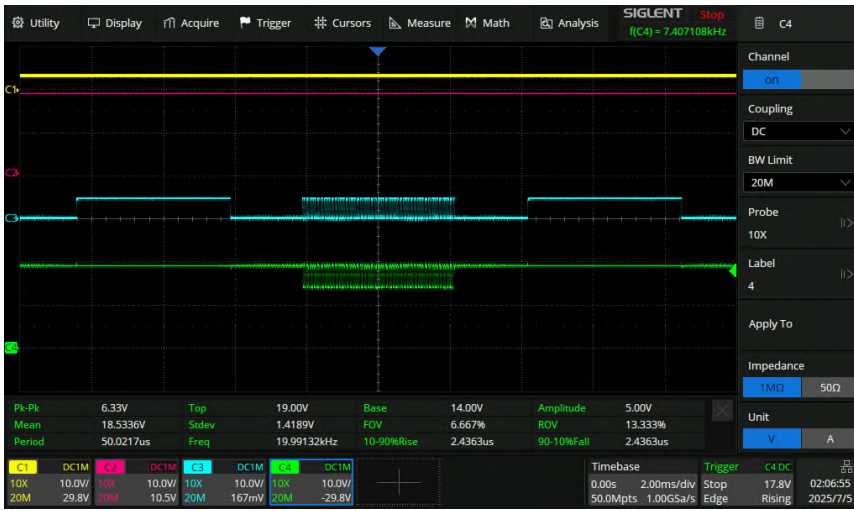 Utility Display Acquire Trigger Cursors Measure Math Analysis SIGLENT Stop C4
f(C4) = 7.407108kHz
Channel
on
C1
Coupling
DC
BW Limit
20M
C2
Probe
10X
C3
Label
4
Apply To
C4
Impedance
1MΩ 50Ω
Pk-Pk 6.33V Top 19.00V Base 14.00V Amplitude 5.00V
Mean 18.5336V Stdev 1.4189V FOV 6.667% ROV 13.333%
Period 50.0217us Freq 19.99132kHz 10-90%Rise 2.4363us 90-10%Fall 2.4363us
Unit
V A
C1 DC1M C2 DC1M C3 DC1M C4 DC1M Timebase Trigger C4 DC
10X 10.0V/ 10X 10.0V/ 10X 10.0V/ 10X 10.0V/ 0.00s 2.00ms/div Stop 17.8V 02:06:55
20M 29.8V 20M 10.5V 20M 167mV 20M -29.8V 50.0Mpts 1.00GSa/s Edge Rising 2025/7/5